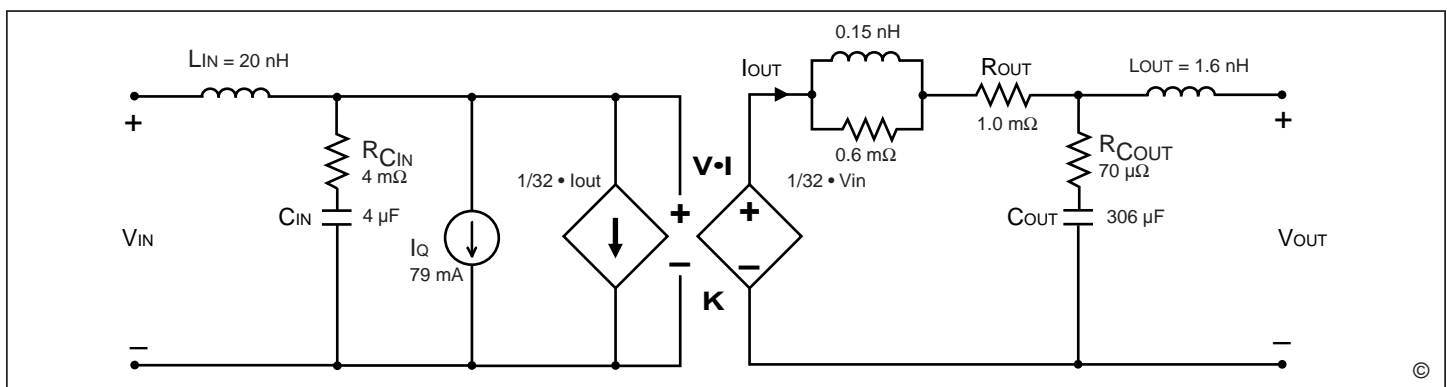 LIN = 20 nH
+
RCIN
4 mΩ
CIN
4 µF
VIN
IQ
79 mA
–
1/32 • Iout
+
–
V•I
K
1/32 • Vin
+
–
IOUT
0.15 nH
0.6 mΩ
ROUT
1.0 mΩ
LOUT = 1.6 nH
+
RCOUT
70 µΩ
COUT
306 µF
VOUT
–
©